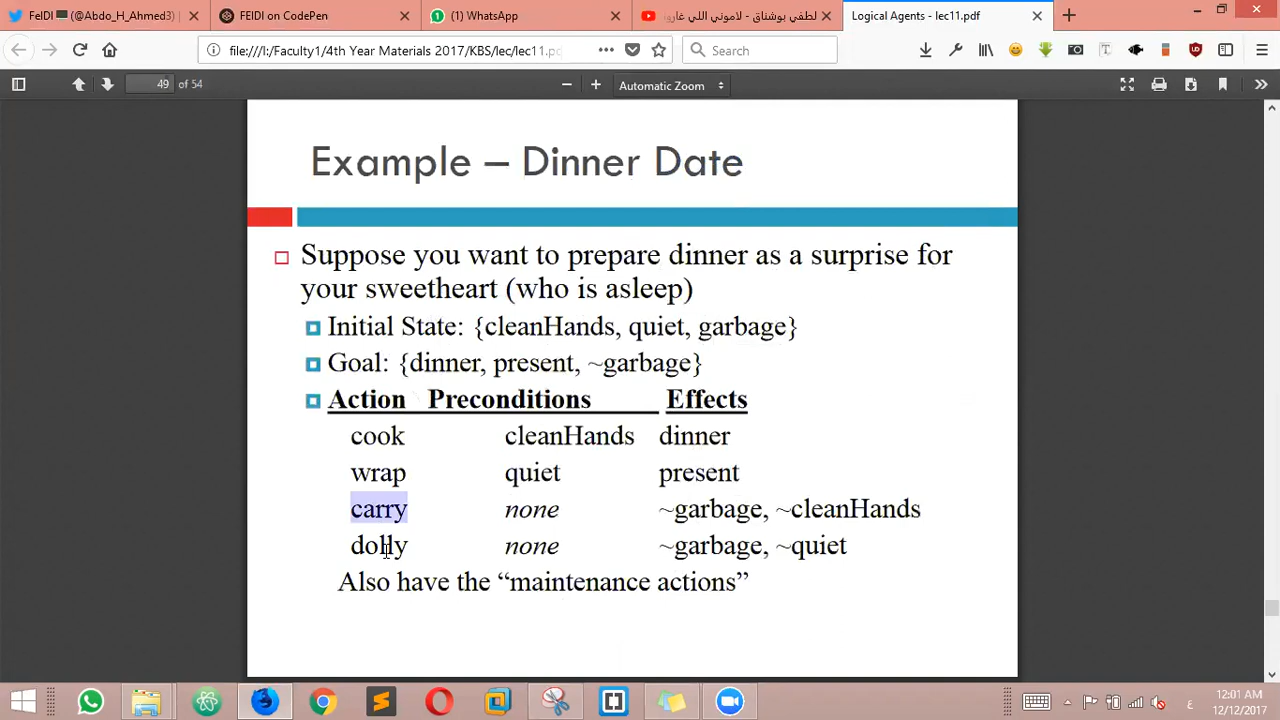 FeIDI (@Abdo_H_Ahmed3) |
FEIDI on CodePen
(1) WhatsApp
لطفي بوشناق - لاموني اللي غارو
Logical Agents - lec11.pdf
file:///I:/Faculty1/4th Year Materials 2017/KBS/lec/lec11.pd
Search
49 of 54
Automatic Zoom
Example – Dinner Date
Suppose you want to prepare dinner as a surprise for
your sweetheart (who is asleep)
Initial State: {cleanHands, quiet, garbage}
Goal: {dinner, present, ~garbage}
Action Preconditions Effects
cook cleanHands dinner
wrap quiet present
carry none ~garbage, ~cleanHands
dolly none ~garbage, ~quiet
Also have the “maintenance actions”
ع
12:01 AM
12/12/2017